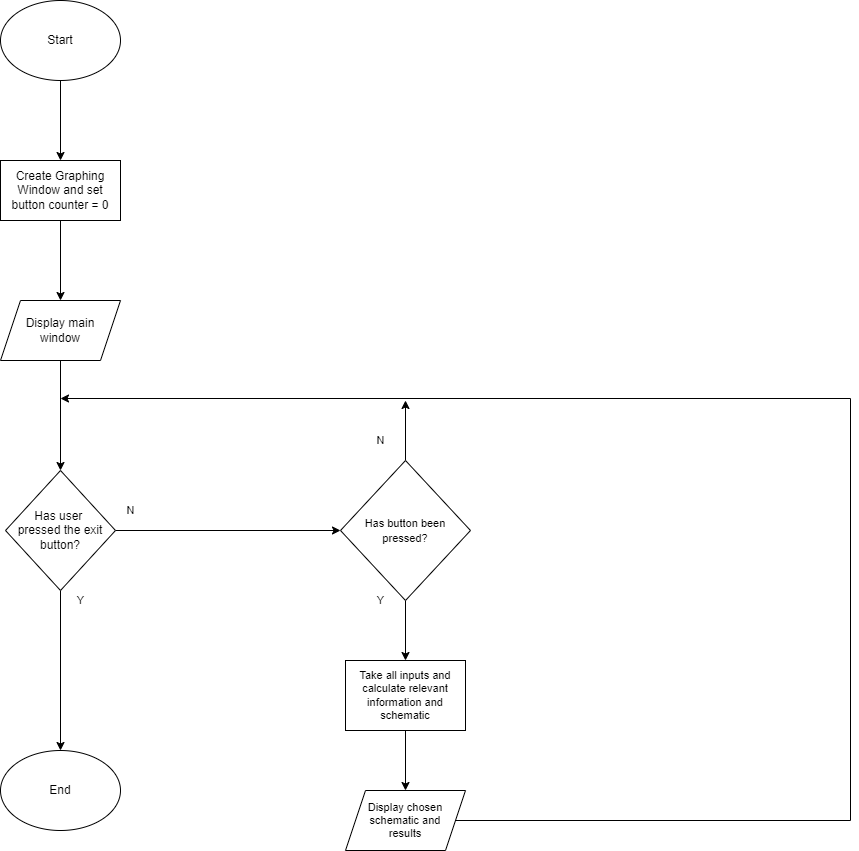 Start
Create Graphing
Window and set
button counter = 0
Display main
window
N
Has user
pressed the exit
button?
N
Has button been
pressed?
Y
Y
Take all inputs and
calculate relevant
information and
schematic
End
Display chosen
schematic and
results